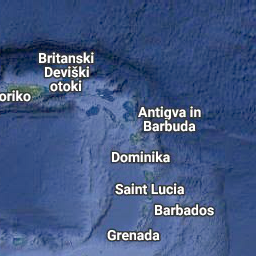 Britanski
Deviški
otoki
oriko
Antigva in
Barbuda
Dominika
Saint Lucia
Barbados
Grenada